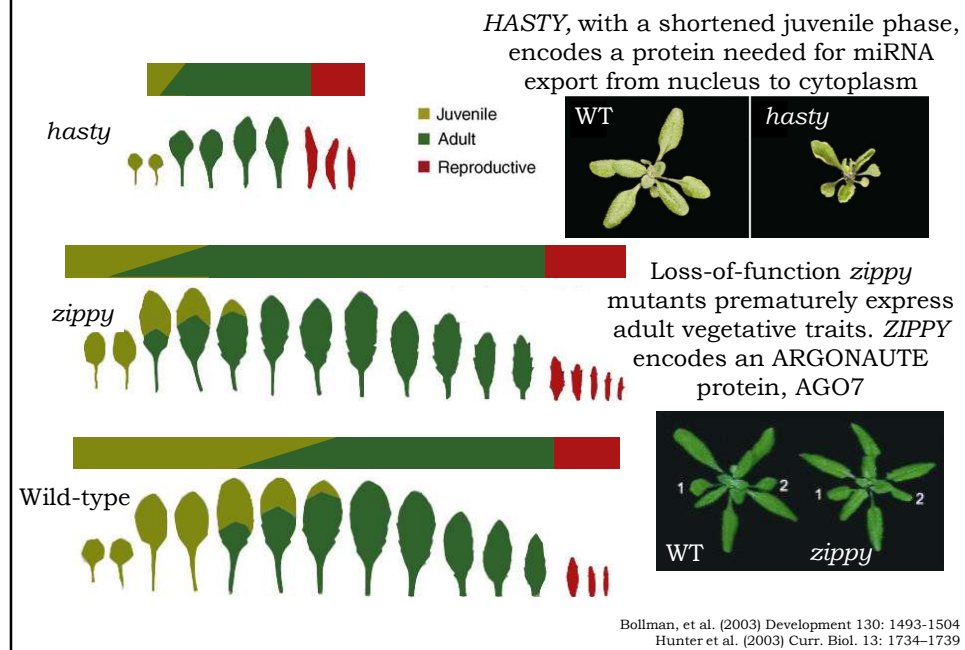 HASTY, with a shortened juvenile phase,
encodes a protein needed for miRNA
export from nucleus to cytoplasm
hasty
Juvenile
Adult
Reproductive
WT
hasty
zippy
Loss-of-function zippy
mutants prematurely express
adult vegetative traits. ZIPPY
encodes an ARGONAUTE
protein, AGO7
Wild-type
1
2
WT
1
2
zippy
Bollman, et al. (2003) Development 130: 1493-1504
Hunter et al. (2003) Curr. Biol. 13: 1734–1739